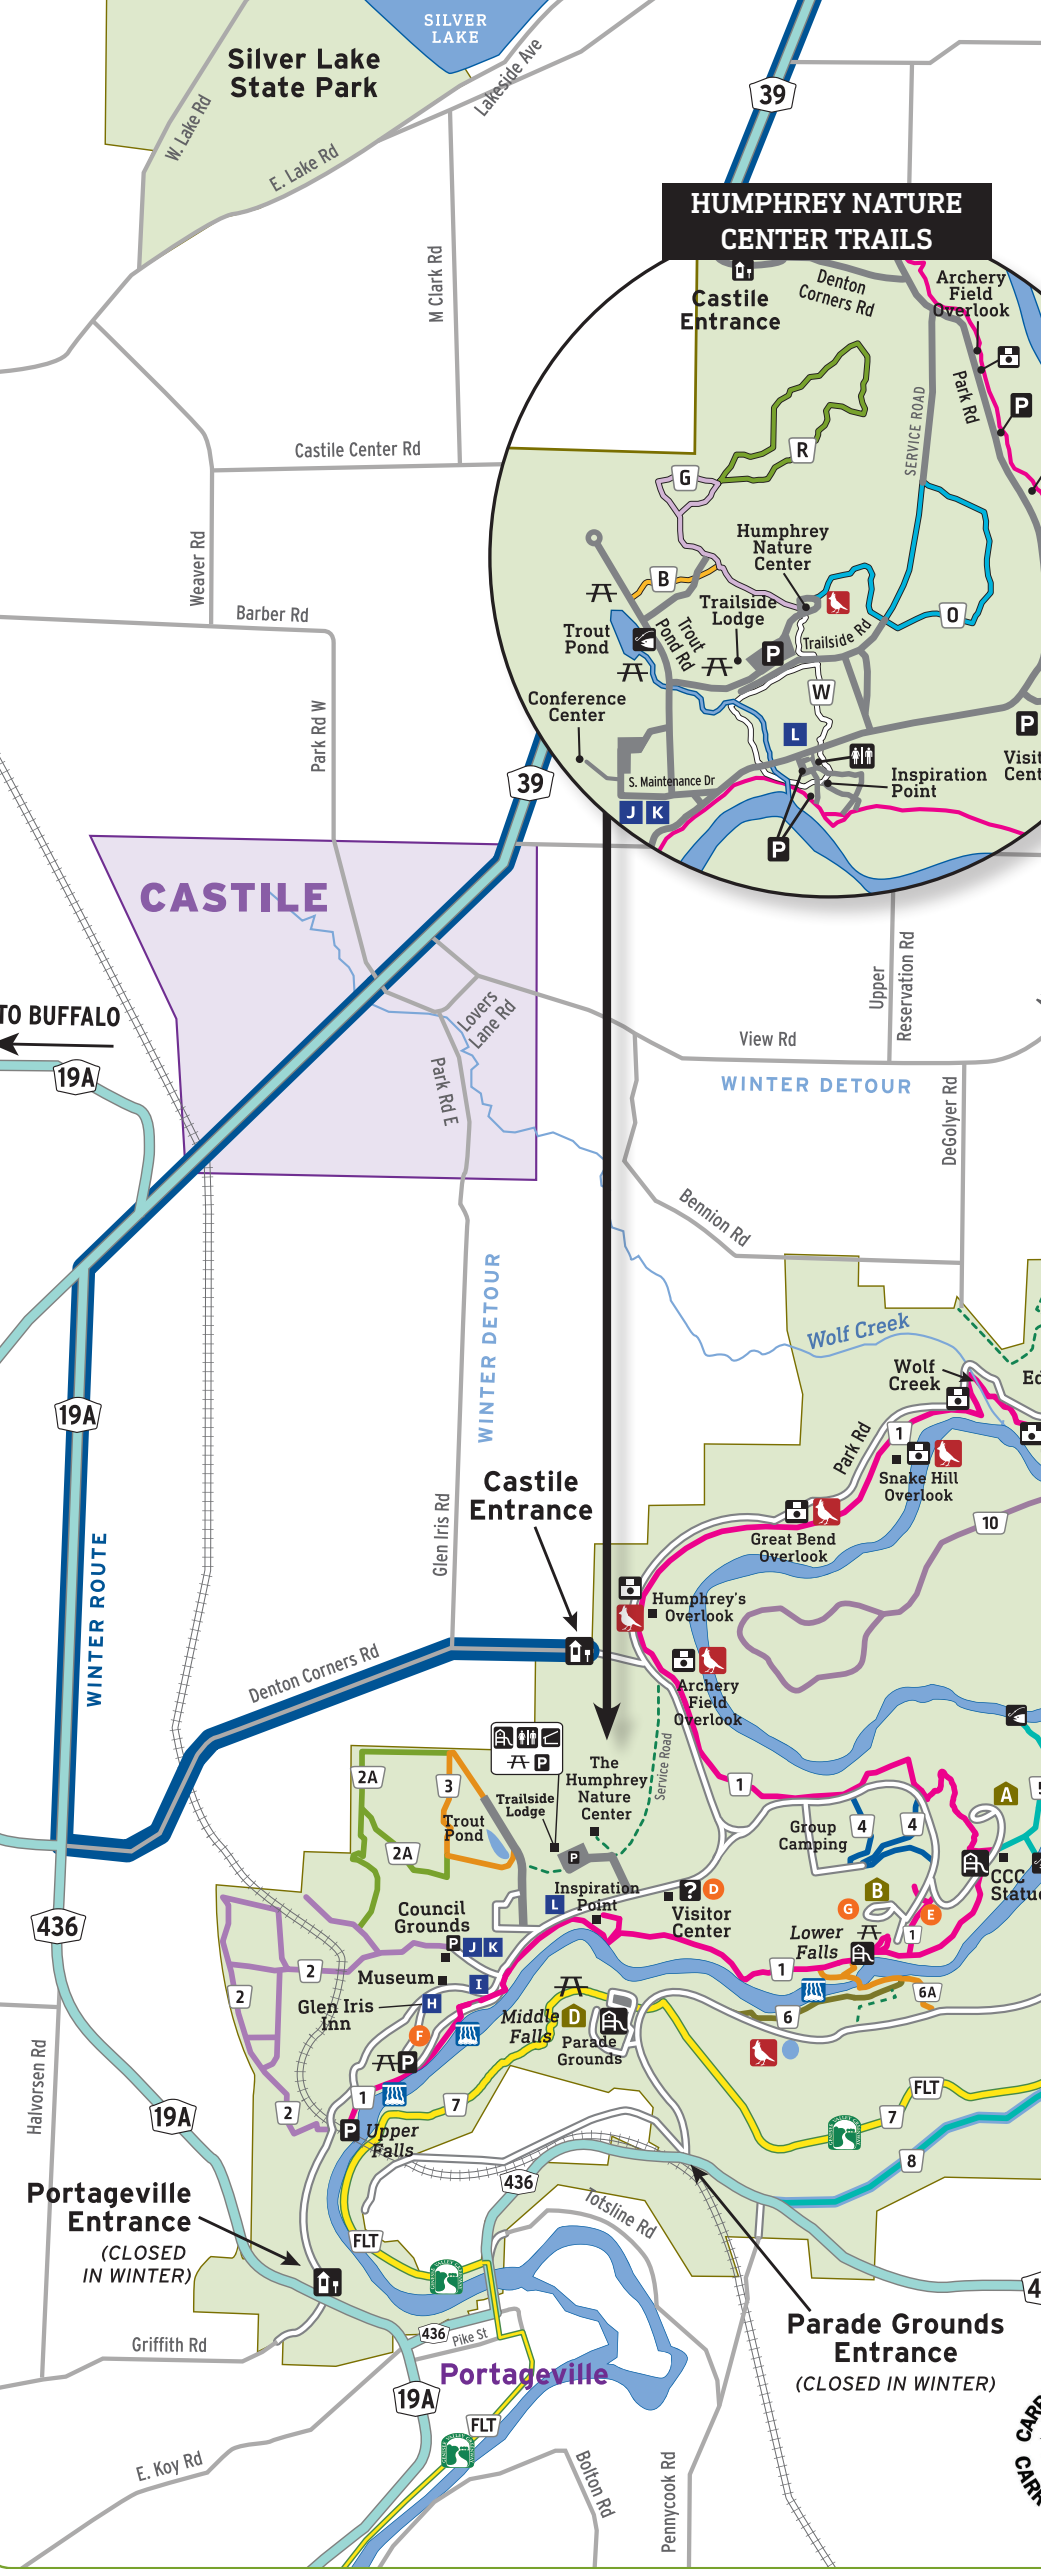 SILVER
LAKE
Silver Lake
State Park
Lakeside Ave
W. Lake Rd
E. Lake Rd
39
M Clark Rd
HUMPHREY NATURE
CENTER TRAILS
Castile
Entrance
Denton
Corners Rd
Archery
Field
Overlook
Park Rd
P
SERVICE ROAD
R
G
Castile Center Rd
Weaver Rd
Humphrey
Nature
Center
B
Trailside
Lodge
O
Barber Rd
Trout
Pond
Trout
Pond Rd
P
Trailside Rd
W
Conference
Center
L
P
Visit
Cent
Park Rd W
39
S. Maintenance Dr
Inspiration
Point
J K
P
CASTILE
Upper
Reservation Rd
TO BUFFALO
19A
Lovers
Lane Rd
View Rd
WINTER DETOUR
Park Rd E
DeGolyer Rd
Bennion Rd
WINTER DETOUR
Wolf Creek
Wolf
Creek
Ed
19A
1
Park Rd
Snake Hill
Overlook
Castile
Entrance
10
Great Bend
Overlook
Glen Iris Rd
WINTER ROUTE
Humphrey's
Overlook
Denton Corners Rd
Archery
Field
Overlook
Service Road
P
The
Humphrey
Nature
Center
2A
3
1
A
5
Trailside
Lodge
Trout
Pond
Group
Camping
4
4
2A
P
CCC
Statue
Inspiration
Point
L
? D
Visitor
Center
B
G
E
436
Council
Grounds
P J K
Lower
Falls
1
2
Museum
I
1
2
Glen Iris
Inn
H
6A
Middle
Falls
D
Parade
Grounds
6
F
P
Halvorsen Rd
1
7
FLT
2
19A
P
Upper
Falls
7
8
Portageville
Entrance
(CLOSED
IN WINTER)
436
Totsline Rd
FLT
4
Griffith Rd
436
Pike St
Parade Grounds
Entrance
(CLOSED IN WINTER)
Portageville
19A
FLT
E. Koy Rd
Bolton Rd
Pennycook Rd
CARR
CARR